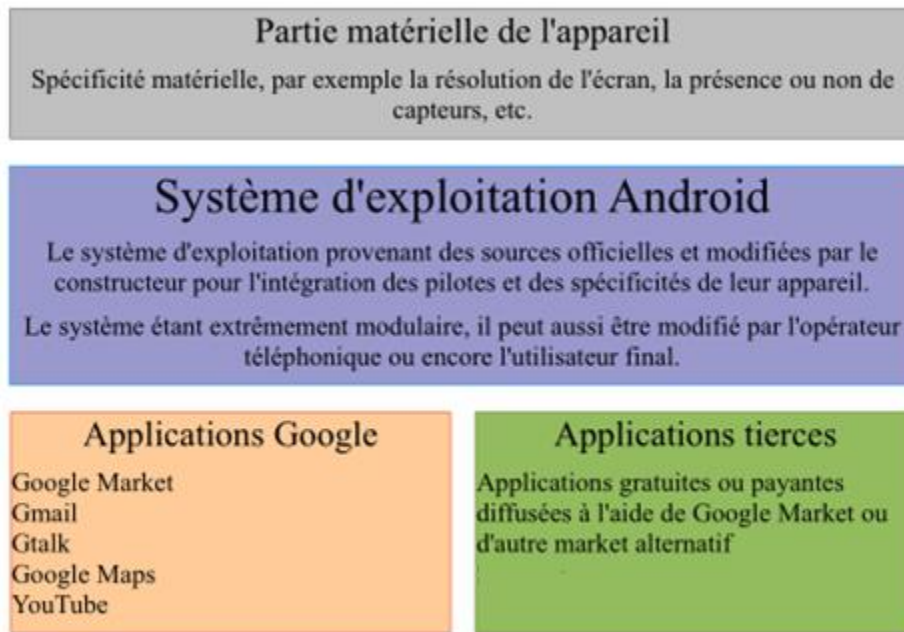 Partie matérielle de l'appareil
Spécificité matérielle, par exemple la résolution de l'écran, la présence ou non de
capteurs, etc.
Système d'exploitation Android
Le système d'exploitation provenant des sources officielles et modifiées par le
constructeur pour l'intégration des pilotes et des spécificités de leur appareil.
Le système étant extrêmement modulaire, il peut aussi être modifié par l'opérateur
téléphonique ou encore l'utilisateur final.
Applications Google
Google Market
Gmail
Gtalk
Google Maps
YouTube
Applications tierces
Applications gratuites ou payantes
diffusées à l'aide de Google Market ou
d'autre market alternatif